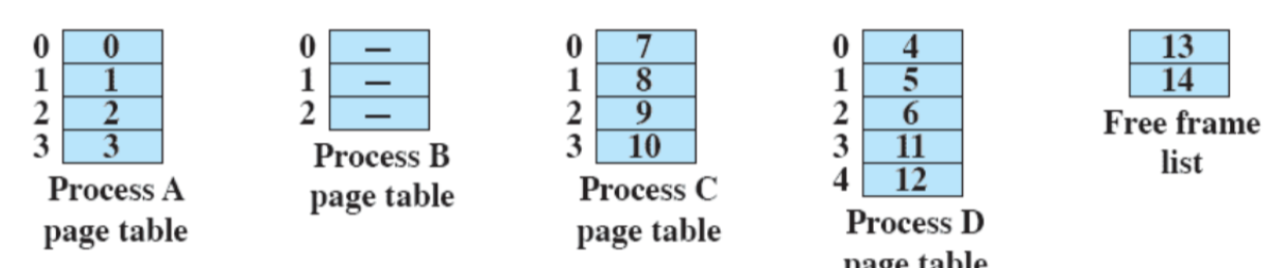 0 0
1 1
2 2
3 3
Process A
page table
0 –
1 –
2 –
Process B
page table
0 7
1 8
2 9
3 10
Process C
page table
0 4
1 5
2 6
3 11
4 12
Process D
page table
13
14
Free frame
list